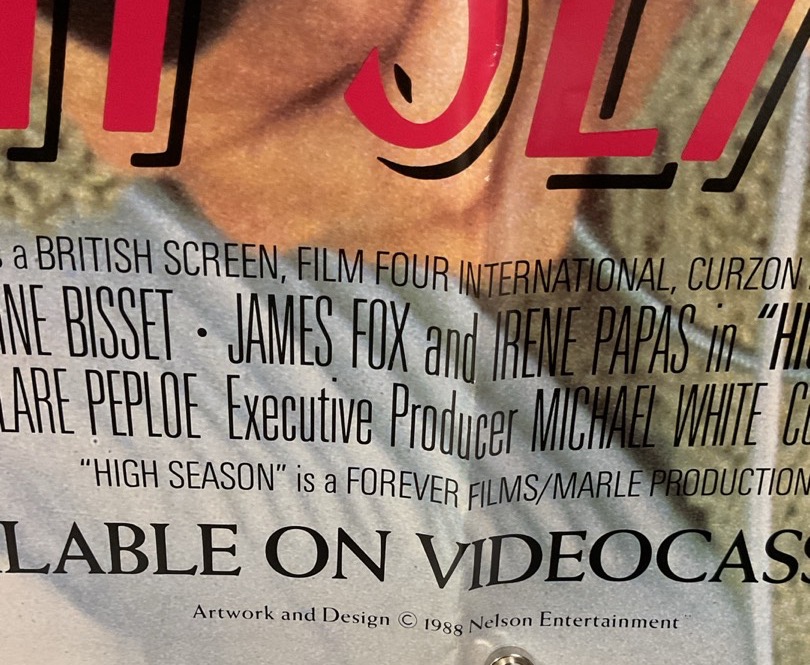 a BRITISH SCREEN, FILM FOUR INTERNATIONAL, CURZON
BISSET • JAMES FOX and IRENE PAPAS in
PEPLOE Executive Producer MICHAEL WHITE
"HIGH SEASON" is a FOREVER FILMS/MARLE PRODUCTION
ON
Artwork and Design © 1988 Nelson Entertainment